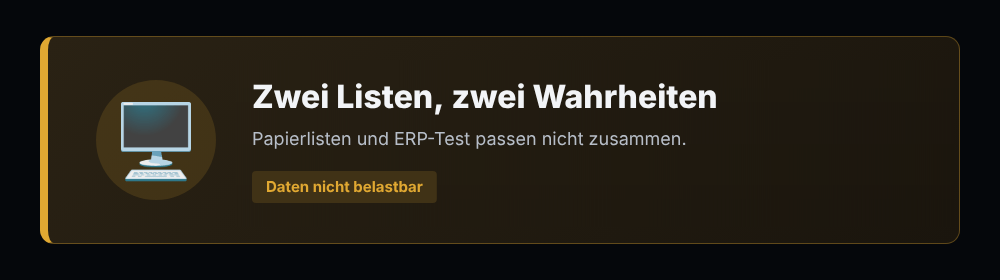 Zwei Listen, zwei Wahrheiten
Papierlisten und ERP-Test passen nicht zusammen.
Daten nicht belastbar